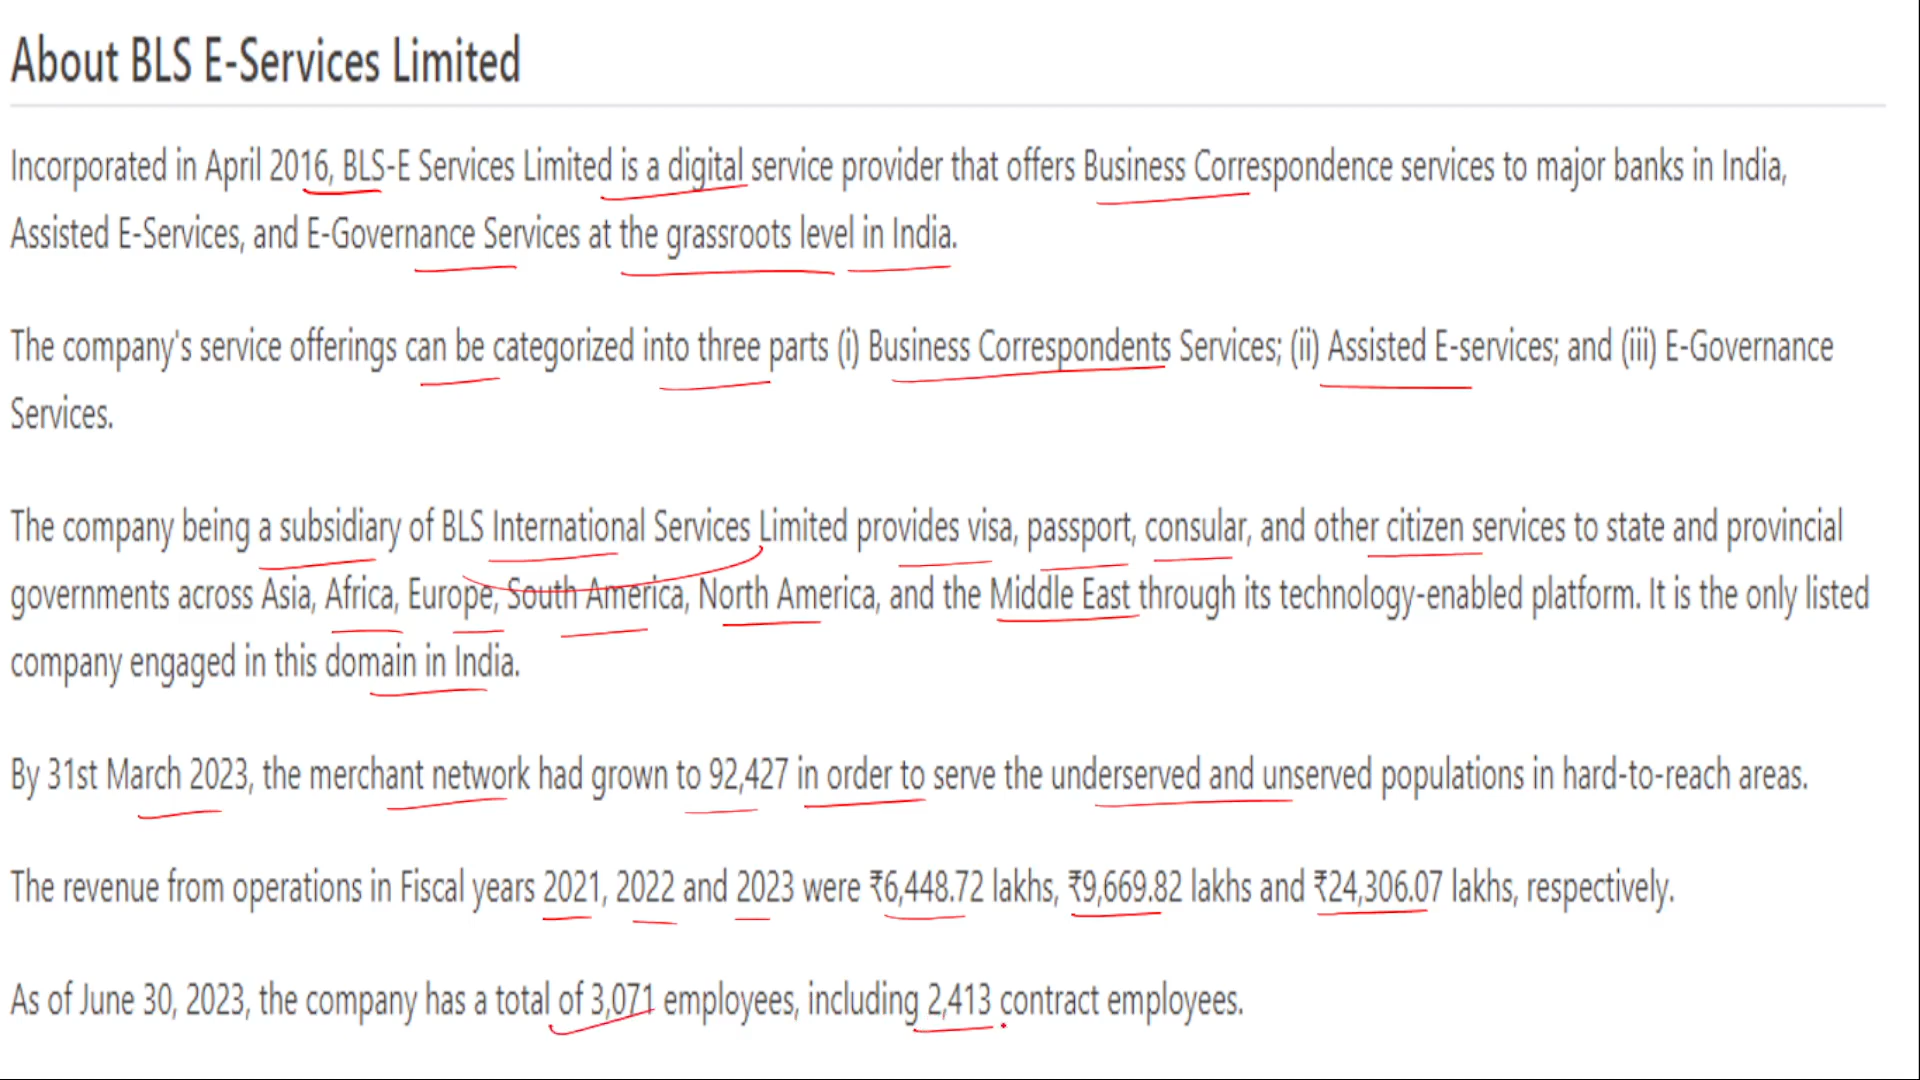 About BLS E-Services Limited
Incorporated in April 2016, BLS-E Services Limited is a digital service provider that offers Business Correspondence services to major banks in India,
Assisted E-Services, and E-Governance Services at the grassroots level in India.
The company's service offerings can be categorized into three parts (i) Business Correspondents Services; (ii) Assisted E-services; and (iii) E-Governance
Services.
The company being a subsidiary of BLS International Services Limited provides visa, passport, consular, and other citizen services to state and provincial
governments across Asia, Africa, Europe, South America, North America, and the Middle East through its technology-enabled platform. It is the only listed
company engaged in this domain in India.
By 31st March 2023, the merchant network had grown to 92,427 in order to serve the underserved and unserved populations in hard-to-reach areas.
The revenue from operations in Fiscal years 2021, 2022 and 2023 were ₹6,448.72 lakhs, ₹9,669.82 lakhs and ₹24,306.07 lakhs, respectively.
As of June 30, 2023, the company has a total of 3,071 employees, including 2,413 contract employees.